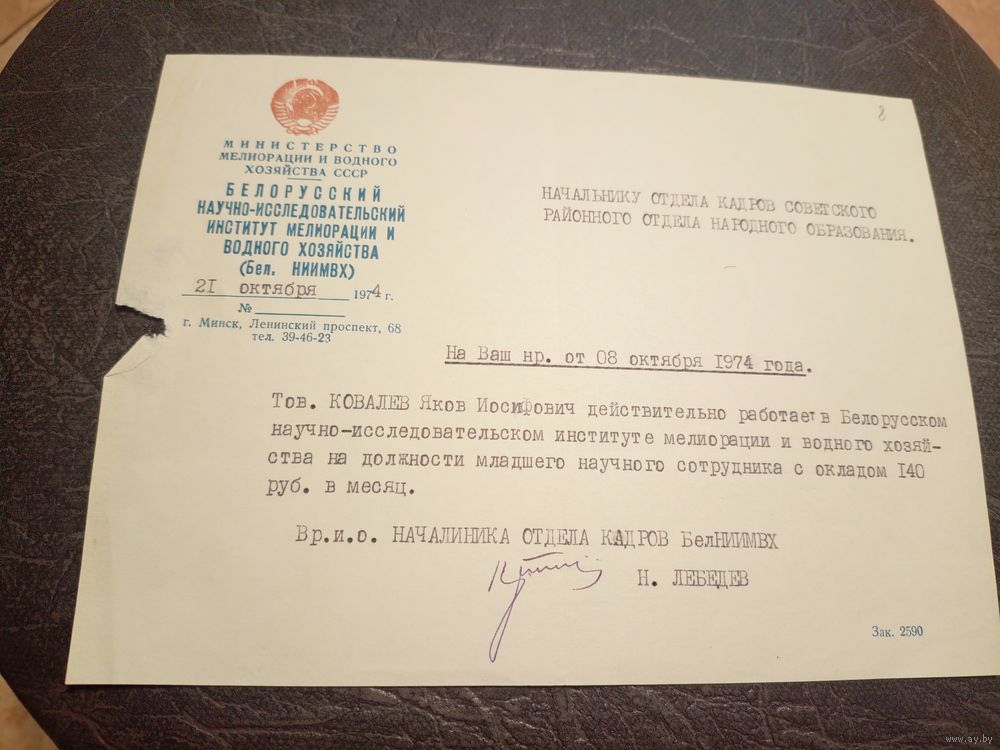 МИНИСТЕРСТВО
МЕЛИОРАЦИИ И ВОДНОГО
ХОЗЯЙСТВА СССР
БЕЛОРУССКИЙ
НАУЧНО-ИССЛЕДОВАТЕЛЬСКИЙ
ИНСТИТУТ МЕЛИОРАЦИИ И
ВОДНОГО ХОЗЯЙСТВА
(Бел. НИИМВХ)
21 октября 1974 г.
№
г. Минск, Ленинский проспект, 68
тел. 39-46-23
8
НАЧАЛЬНИКУ ОТДЕЛА КАДРОВ СОВЕТСКОГО
РАЙОННОГО ОТДЕЛА НАРОДНОГО ОБРАЗОВАНИЯ.
На Ваш нр. от 08 октября 1974 года.
Тов. КОВАЛЕВ Яков Иосифович действительно работает в Белорусском
научно-исследовательском институте мелиорации и водного хозяй-
ства на должности младшего научного сотрудника с окладом 140
руб. в месяц.
Вр.и.о. НАЧАЛИНИКА ОТДЕЛА КАДРОВ БелНИИМВХ
Н. ЛЕБЕДЕВ
Зак. 2590
www.ay.by